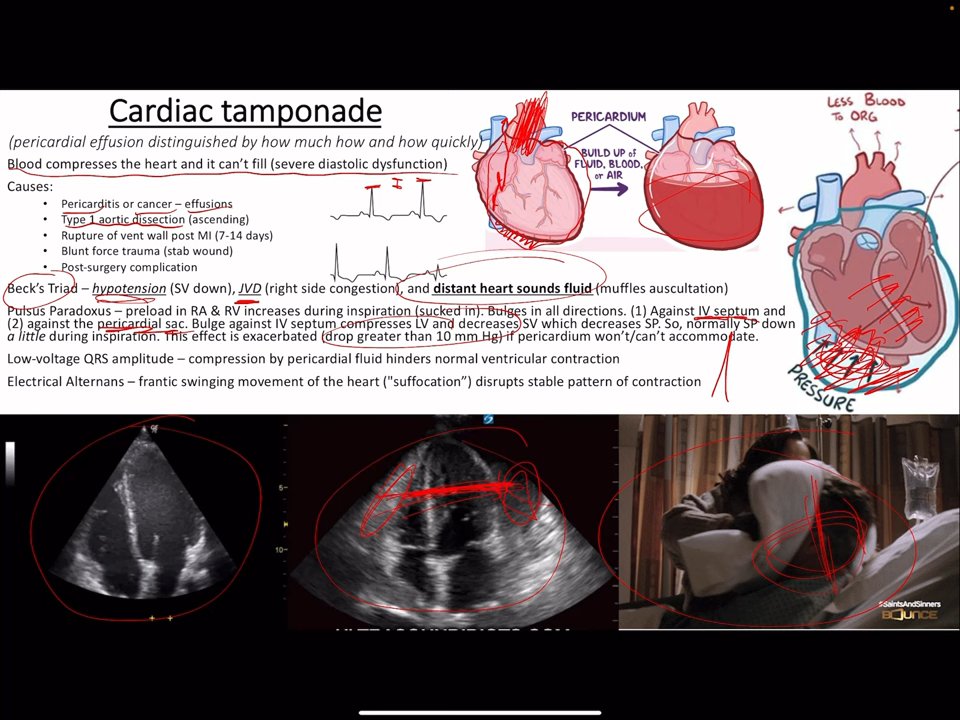 Cardiac tamponade
(pericardial effusion distinguished by how much how and how quickly)
Blood compresses the heart and it can't fill (severe diastolic dysfunction)
Causes:
• Pericarditis or cancer – effusions
• Type 1 aortic dissection (ascending)
• Rupture of vent wall post MI (7-14 days)
• Blunt force trauma (stab wound)
• Post-surgery complication
Beck's Triad – hypotension (SV down), JVD (right side congestion), and distant heart sounds fluid (muffles auscultation)
Pulsus Paradoxus – preload in RA & RV increases during inspiration (sucked in). Bulges in all directions. (1) Against IV septum and
(2) against the pericardial sac. Bulge against IV septum compresses LV and decreases SV which decreases SP. So, normally SP down
a little during inspiration. This effect is exacerbated (drop greater than 10 mm Hg) if pericardium won't/can't accommodate.
Low-voltage QRS amplitude – compression by pericardial fluid hinders normal ventricular contraction
Electrical Alternans – frantic swinging movement of the heart ("suffocation") disrupts stable pattern of contraction
PERICARDIUM
BUILD UP of
FLUID, BLOOD,
or AIR
LESS BLOOD
TO ORG
PRESSURE
5
10
#SaintsAndSinners
BOUNCE